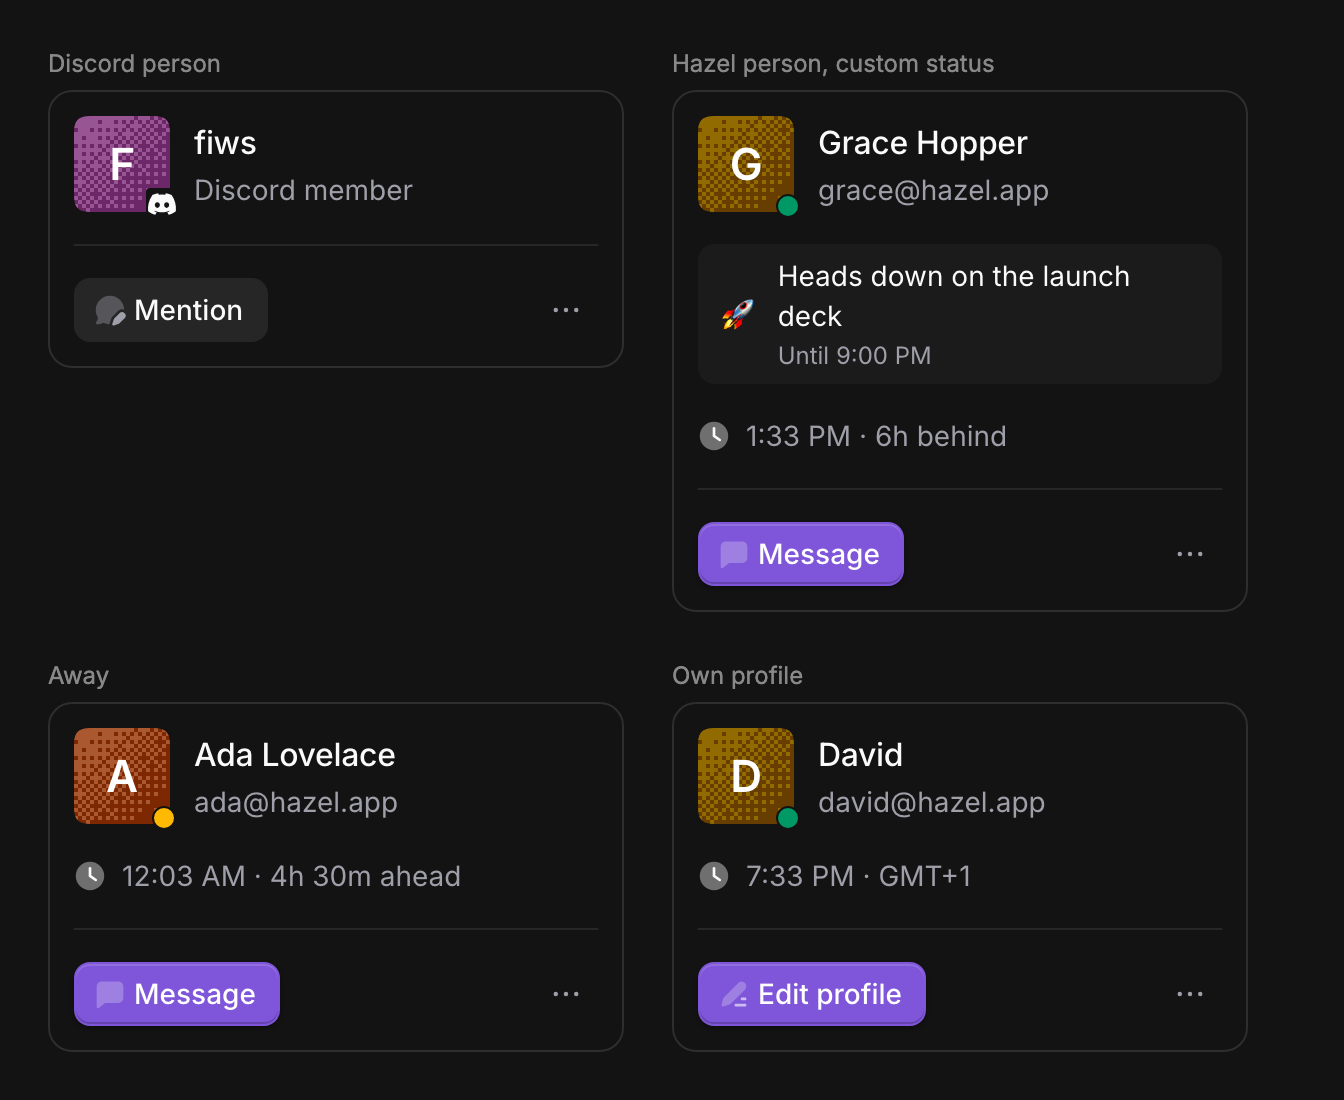 Discord person
F
fiws
Discord member
Mention
Hazel person, custom status
G
Grace Hopper
grace@hazel.app
Heads down on the launch
deck
Until 9:00 PM
1:33 PM · 6h behind
Message
Away
A
Ada Lovelace
ada@hazel.app
12:03 AM · 4h 30m ahead
Message
Own profile
D
David
david@hazel.app
7:33 PM · GMT+1
Edit profile